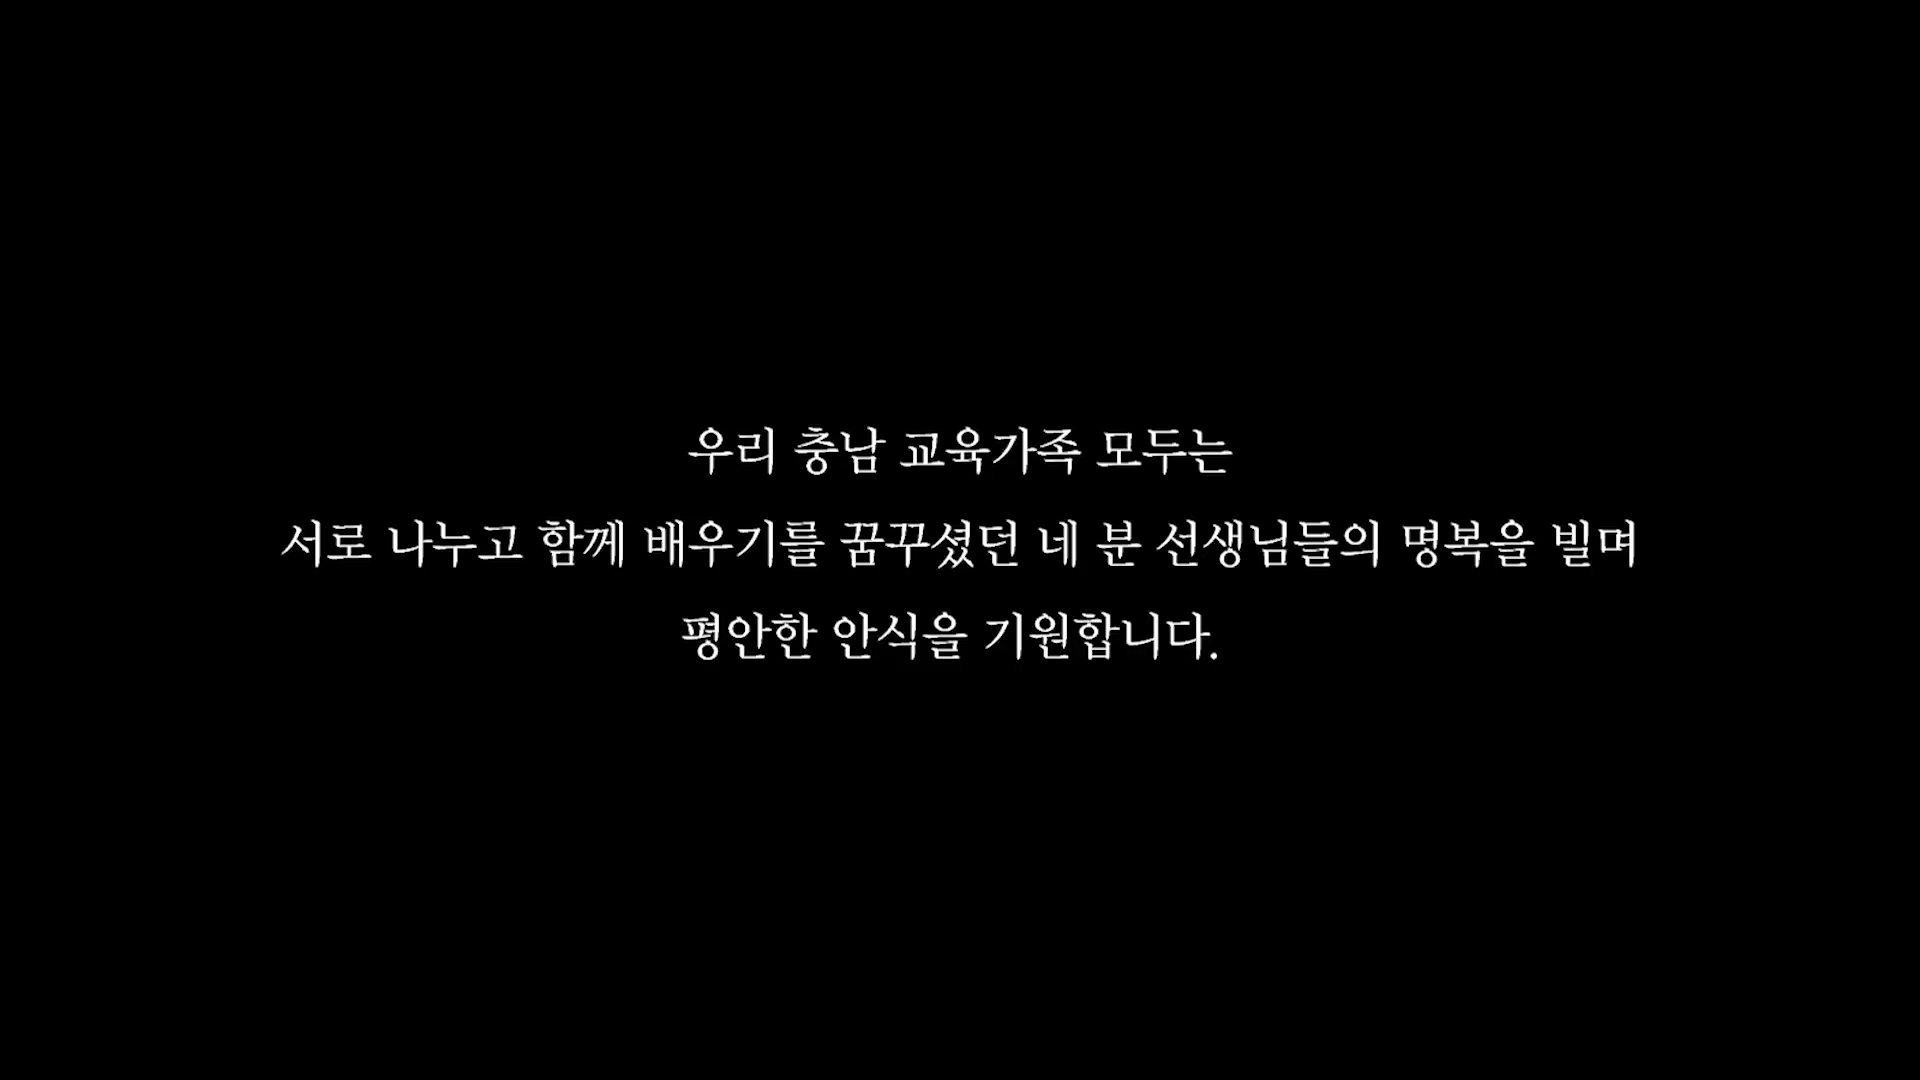 우리 충남 교육가족 모두는
서로 나누고 함께 배우기를 꿈꾸셨던 네 분 선생님들의 명복을 빌며
평안한 안식을 기원합니다.